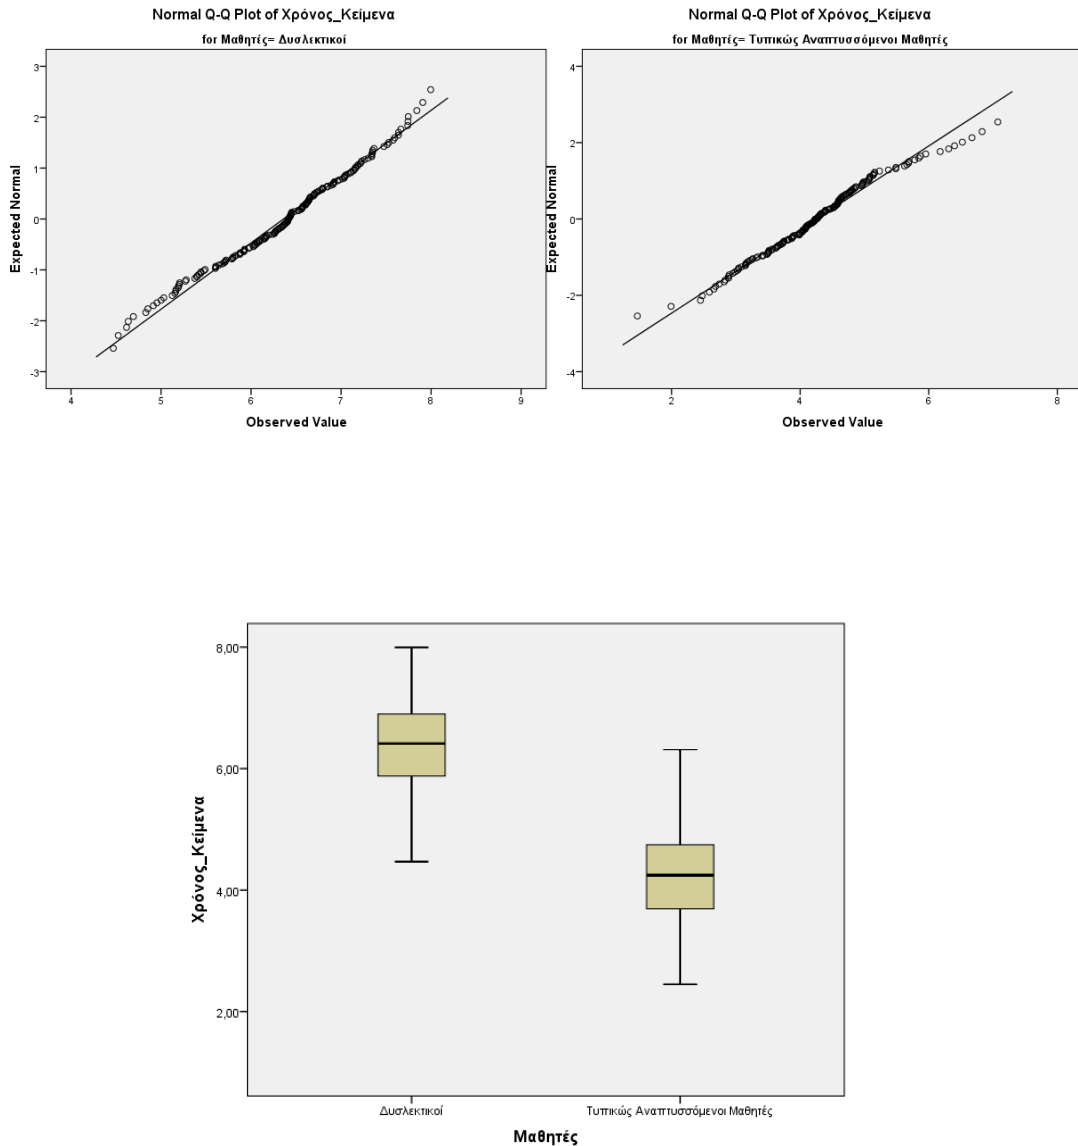 Normal Q-Q Plot of Χρόνος_Κείμενα
for Μαθητές= Δυσλεκτικοί
3
2
1
0
-1
-2
-3
Expected Normal
4 5 6 7 8 9
Observed Value
Normal Q-Q Plot of Χρόνος_Κείμενα
for Μαθητές= Τυπικώς Αναπτυσσόμενοι Μαθητές
4
2
0
-2
-4
Expected Normal
2 4 6 8
Observed Value
8,00
6,00
4,00
2,00
Χρόνος_Κείμενα
Δυσλεκτικοί Τυπικώς Αναπτυσσόμενοι Μαθητές
Μαθητές